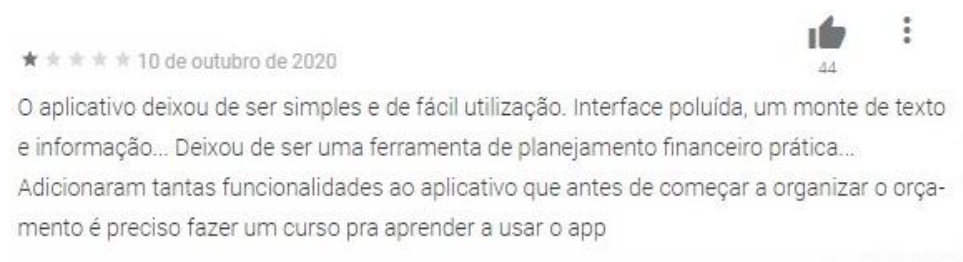 10 de outubro de 2020
44
O aplicativo deixou de ser simples e de fácil utilização. Interface poluída, um monte de texto
e informação... Deixou de ser uma ferramenta de planejamento financeiro prática...
Adicionaram tantas funcionalidades ao aplicativo que antes de começar a organizar o orça-
mento é preciso fazer um curso pra aprender a usar o app